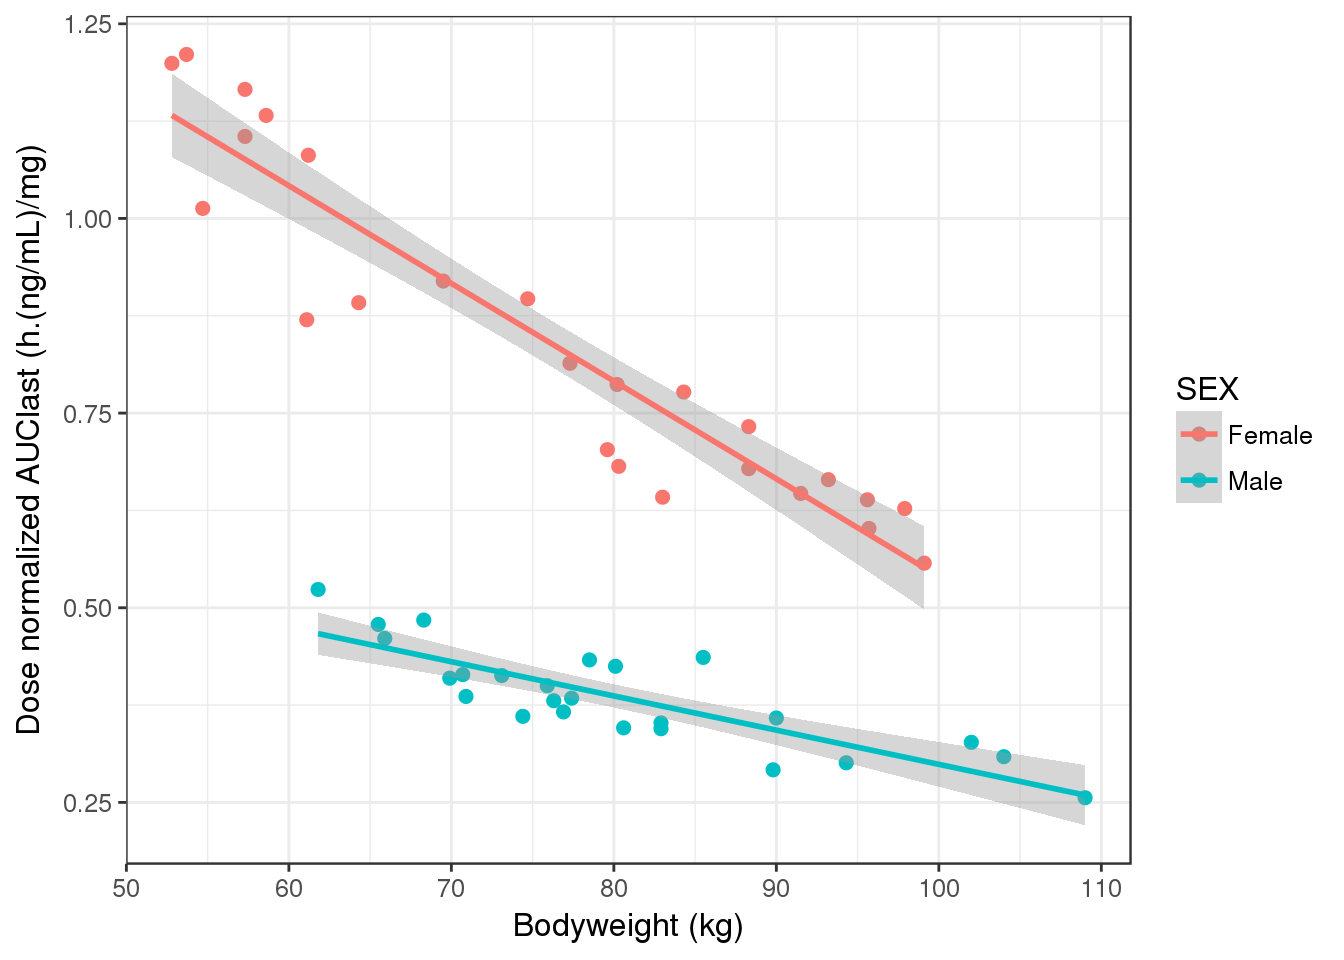 1.25
1.00
0.75
0.50
0.25
50 60 70 80 90 100 110
Bodyweight (kg)
Dose normalized AUClast (h.(ng/mL)/mg)
SEX
Female
Male